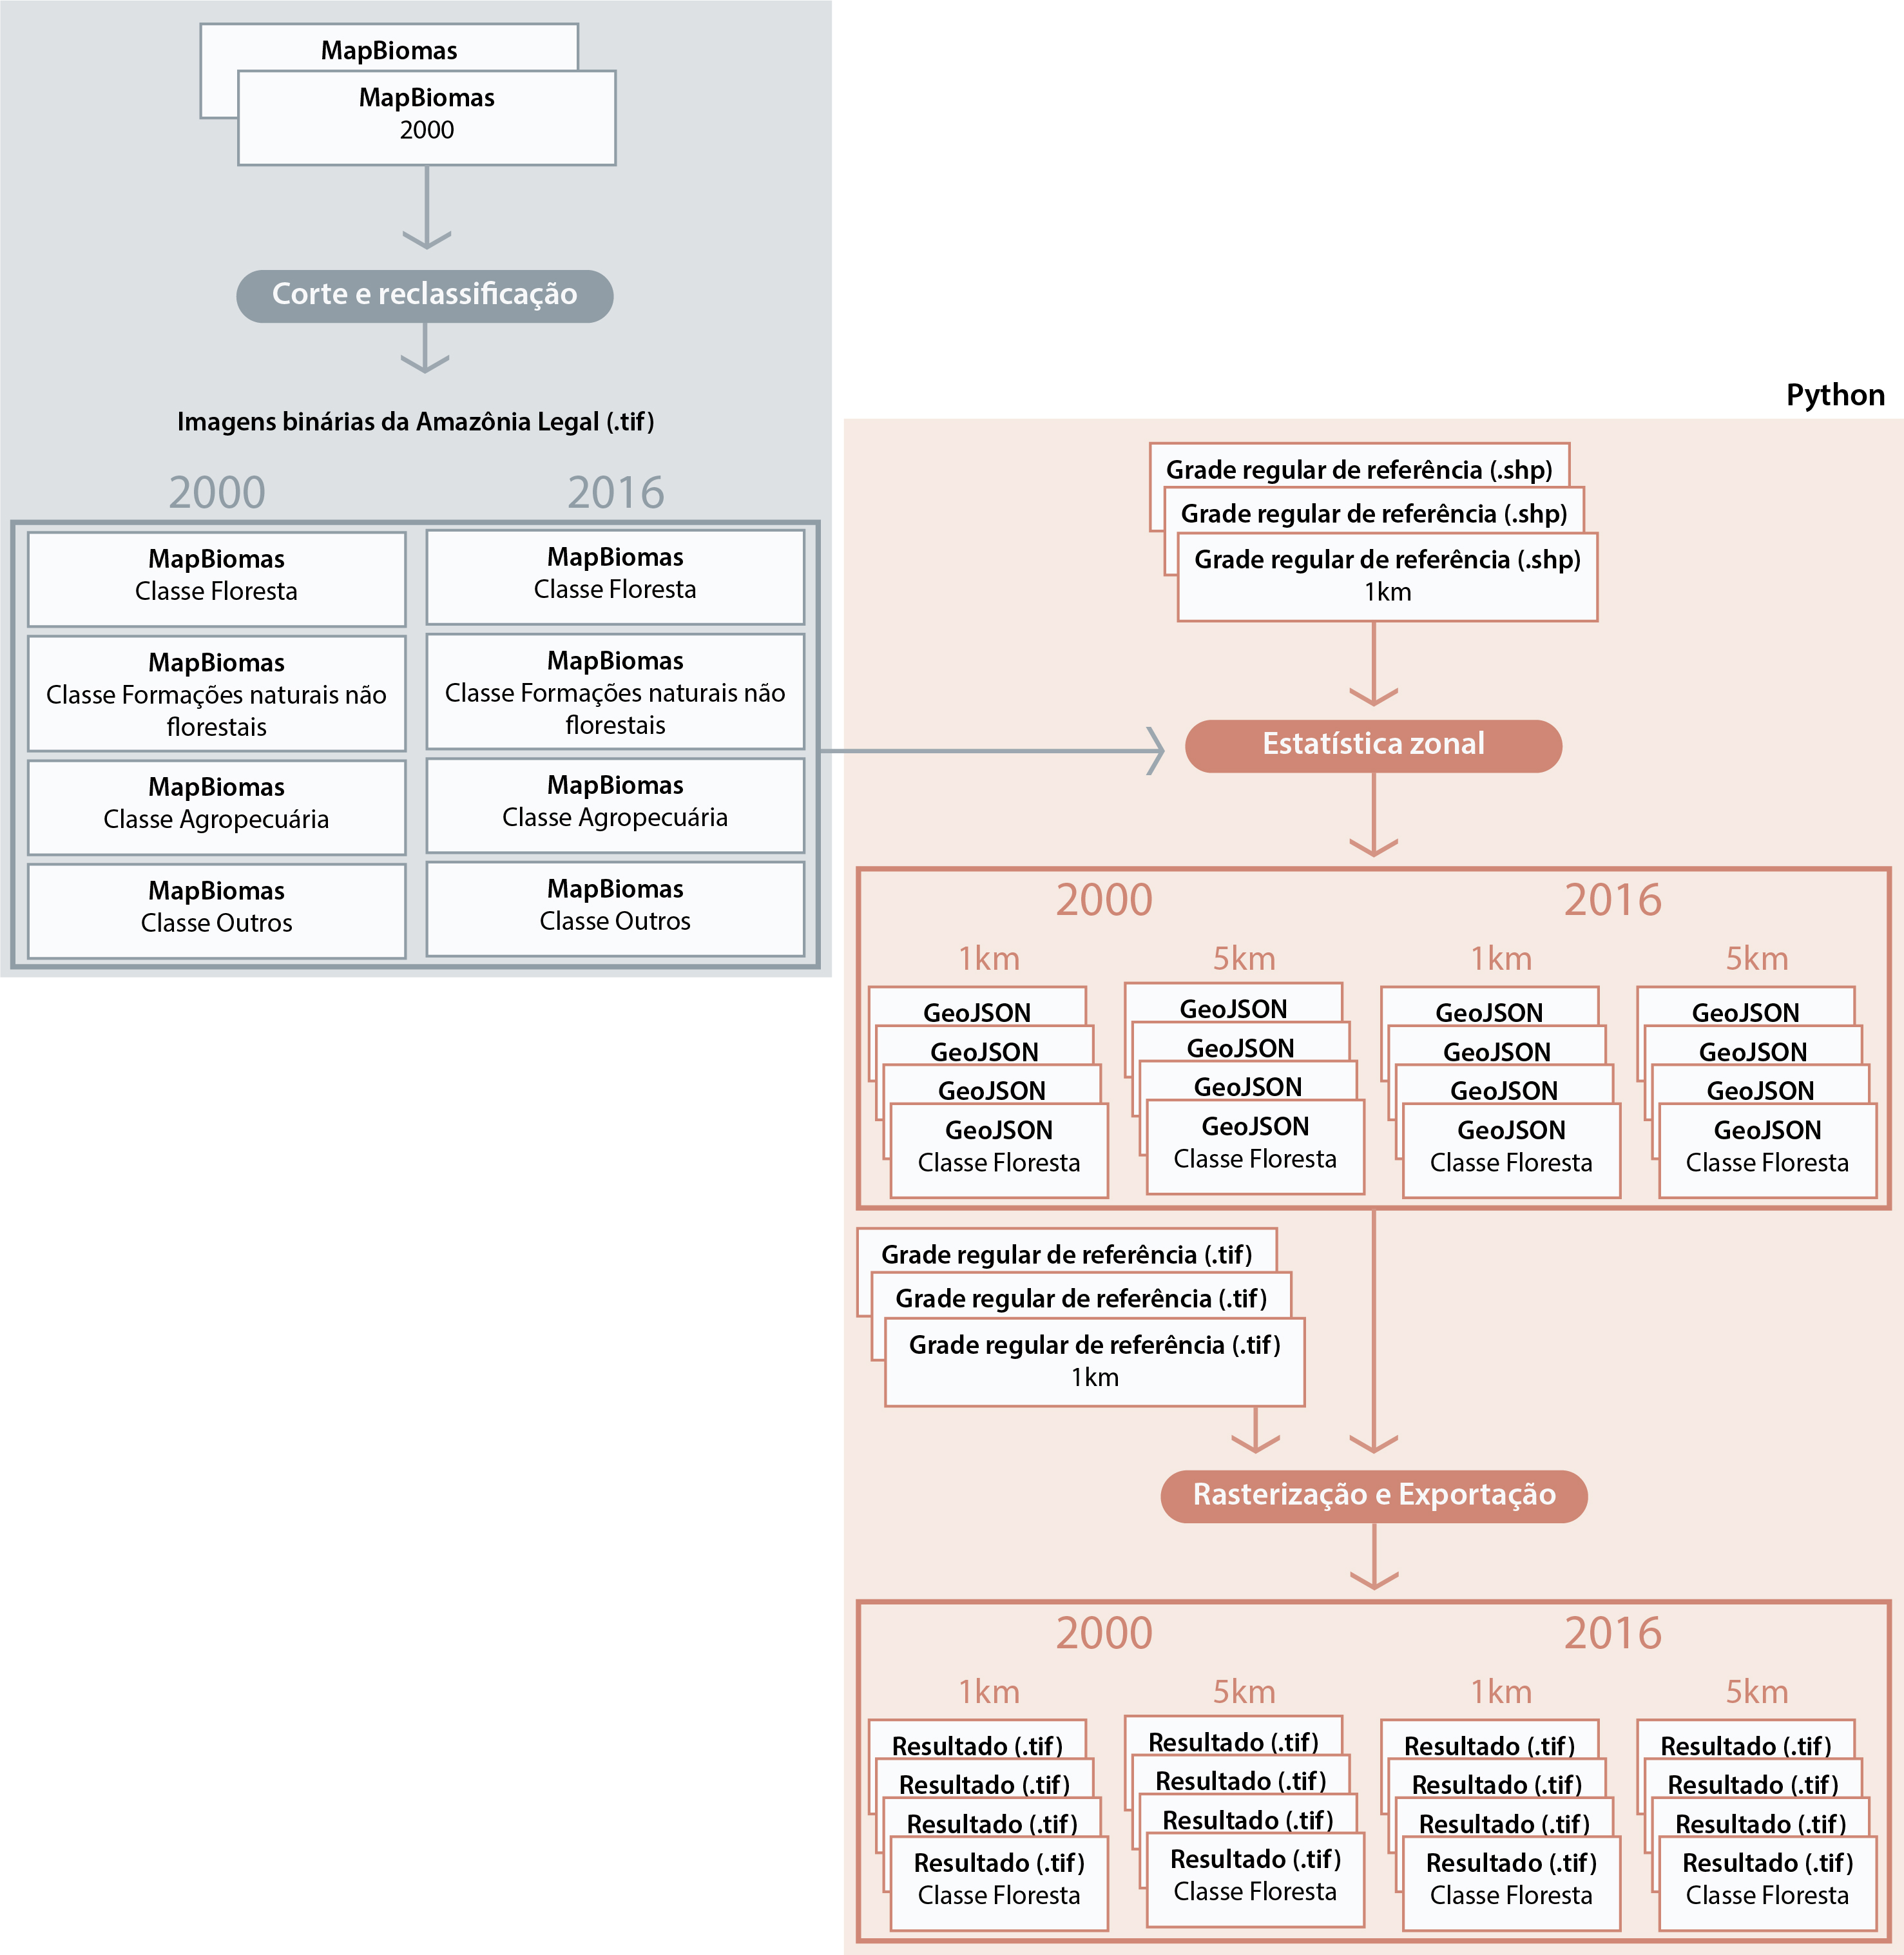 MapBiomas
MapBiomas
2000
Corte e reclassificação
Imagens binárias da Amazônia Legal (.tif)
2000
2016
MapBiomas
Classe Floresta
MapBiomas
Classe Formações naturais não
florestais
MapBiomas
Classe Agropecuária
MapBiomas
Classe Outros
MapBiomas
Classe Floresta
MapBiomas
Classe Formações naturais não
florestais
MapBiomas
Classe Agropecuária
MapBiomas
Classe Outros
Python
Grade regular de referência (.shp)
Grade regular de referência (.shp)
Grade regular de referência (.shp)
1km
Estatística zonal
2000
2016
1km
5km
1km
5km
GeoJSON
GeoJSON
GeoJSON
GeoJSON
Classe Floresta
GeoJSON
GeoJSON
GeoJSON
GeoJSON
Classe Floresta
GeoJSON
GeoJSON
GeoJSON
GeoJSON
Classe Floresta
GeoJSON
GeoJSON
GeoJSON
GeoJSON
Classe Floresta
Grade regular de referência (.tif)
Grade regular de referência (.tif)
Grade regular de referência (.tif)
1km
Rasterização e Exportação
2000
2016
1km
5km
1km
5km
Resultado (.tif)
Resultado (.tif)
Resultado (.tif)
Resultado (.tif)
Classe Floresta
Resultado (.tif)
Resultado (.tif)
Resultado (.tif)
Resultado (.tif)
Classe Floresta
Resultado (.tif)
Resultado (.tif)
Resultado (.tif)
Resultado (.tif)
Classe Floresta
Resultado (.tif)
Resultado (.tif)
Resultado (.tif)
Resultado (.tif)
Classe Floresta